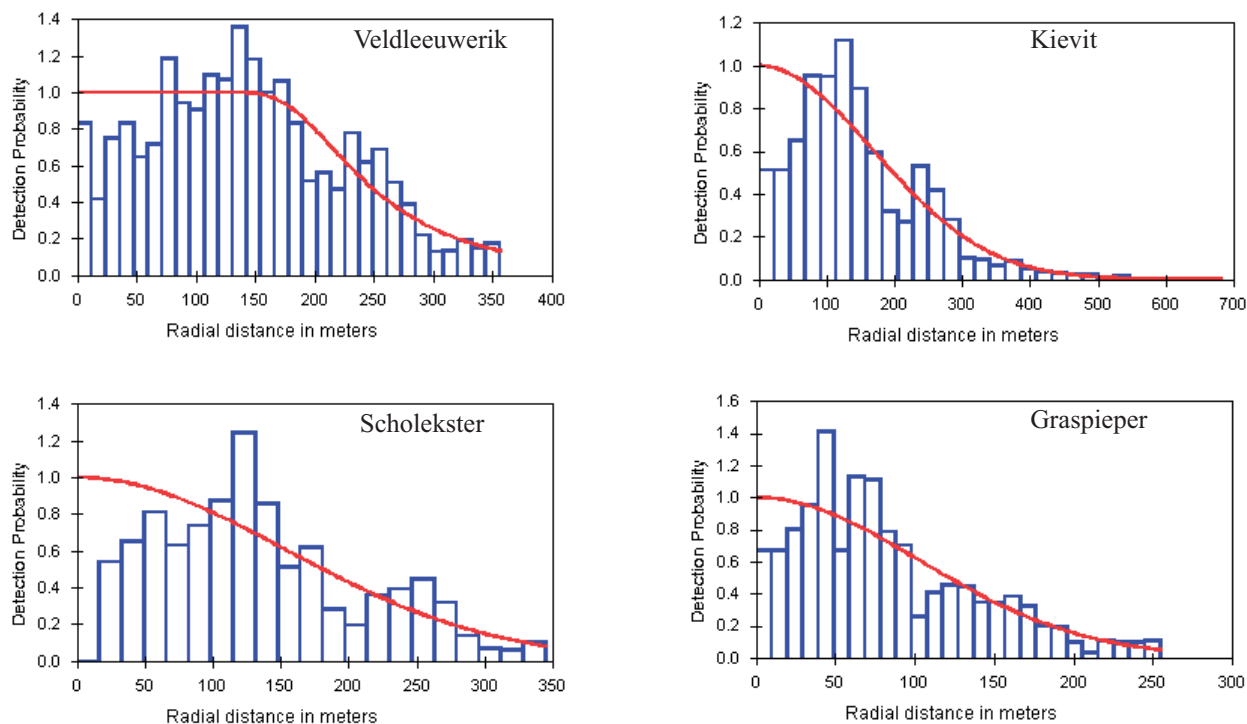 Veldleeuwerik
Detection Probability
1.4
1.2
1.0
0.8
0.6
0.4
0.2
0.0
0 50 100 150 200 250 300 350 400
Radial distance in meters
Kievit
Detection Probability
1.2
1.0
0.8
0.6
0.4
0.2
0.0
0 100 200 300 400 500 600 700
Radial distance in meters
Scholekster
Detection Probability
1.4
1.2
1.0
0.8
0.6
0.4
0.2
0.0
0 50 100 150 200 250 300 350
Radial distance in meters
Graspieper
Detection Probability
1.6
1.4
1.2
1.0
0.8
0.6
0.4
0.2
0.0
0 50 100 150 200 250 300
Radial distance in meters